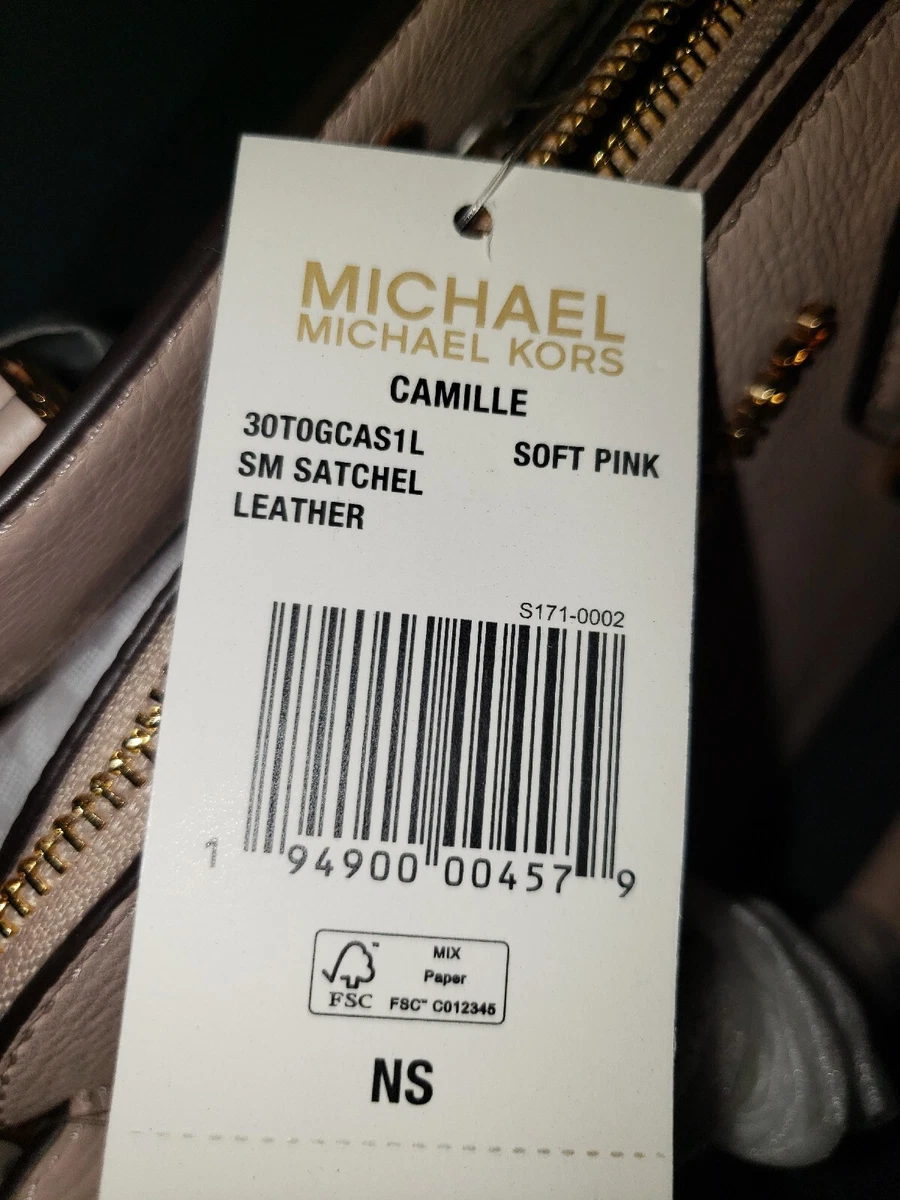 MICHAEL
MICHAEL KORS
CAMILLE
30T0GCAS1L SOFT PINK
SM SATCHEL
LEATHER
S171-0002
1 94900 00457 9
FSC™ MIX
Paper
FSC™ C012345
NS